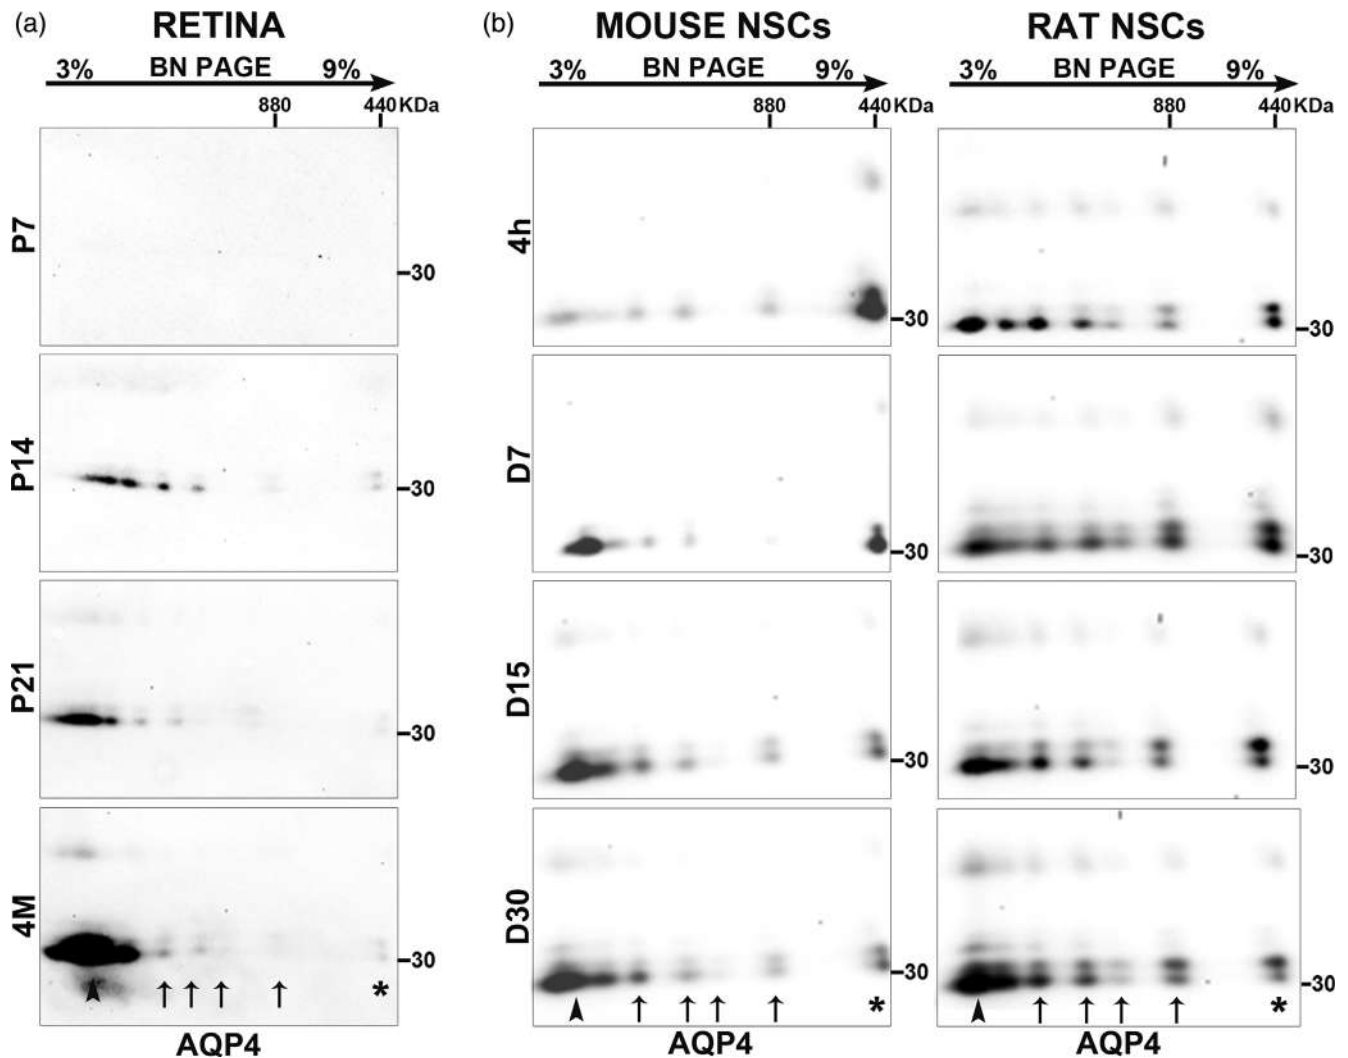 (a) RETINA (b) MOUSE NSCs RAT NSCs
3% BN PAGE 9% 3% BN PAGE 9% 3% BN PAGE 9%
880 440 KDa 880 440 KDa 880 440 KDa
P7 30 4h 30 30
P14 30 D7 30 30
P21 30 D15 30 30
4M 30 D30 30 30
* * *
AQP4 AQP4 AQP4